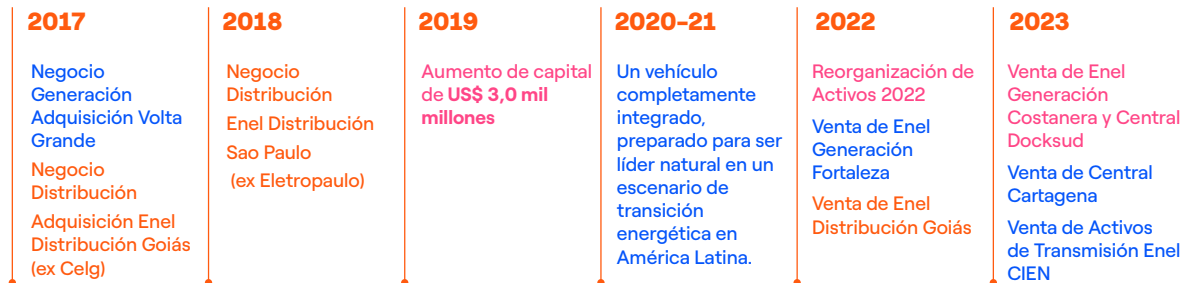 2017
Negocio
Generación
Adquisición Volta
Grande
Negocio
Distribución
Adquisición Enel
Distribución Goiás
(ex Celg)
2018
Negocio
Distribución
Enel Distribución
Sao Paulo
(ex Eletropaulo)
2019
Aumento de capital
de US$ 3,0 mil
millones
2020-21
Un vehículo
completamente
integrado,
preparado para ser
líder natural en un
escenario de
transición
energética en
América Latina.
2022
Reorganización de
Activos 2022
Venta de Enel
Generación
Fortaleza
Venta de Enel
Distribución Goiás
2023
Venta de Enel
Generación
Costanera y Central
Docksud
Venta de Central
Cartagena
Venta de Activos
de Transmisión Enel
CIEN